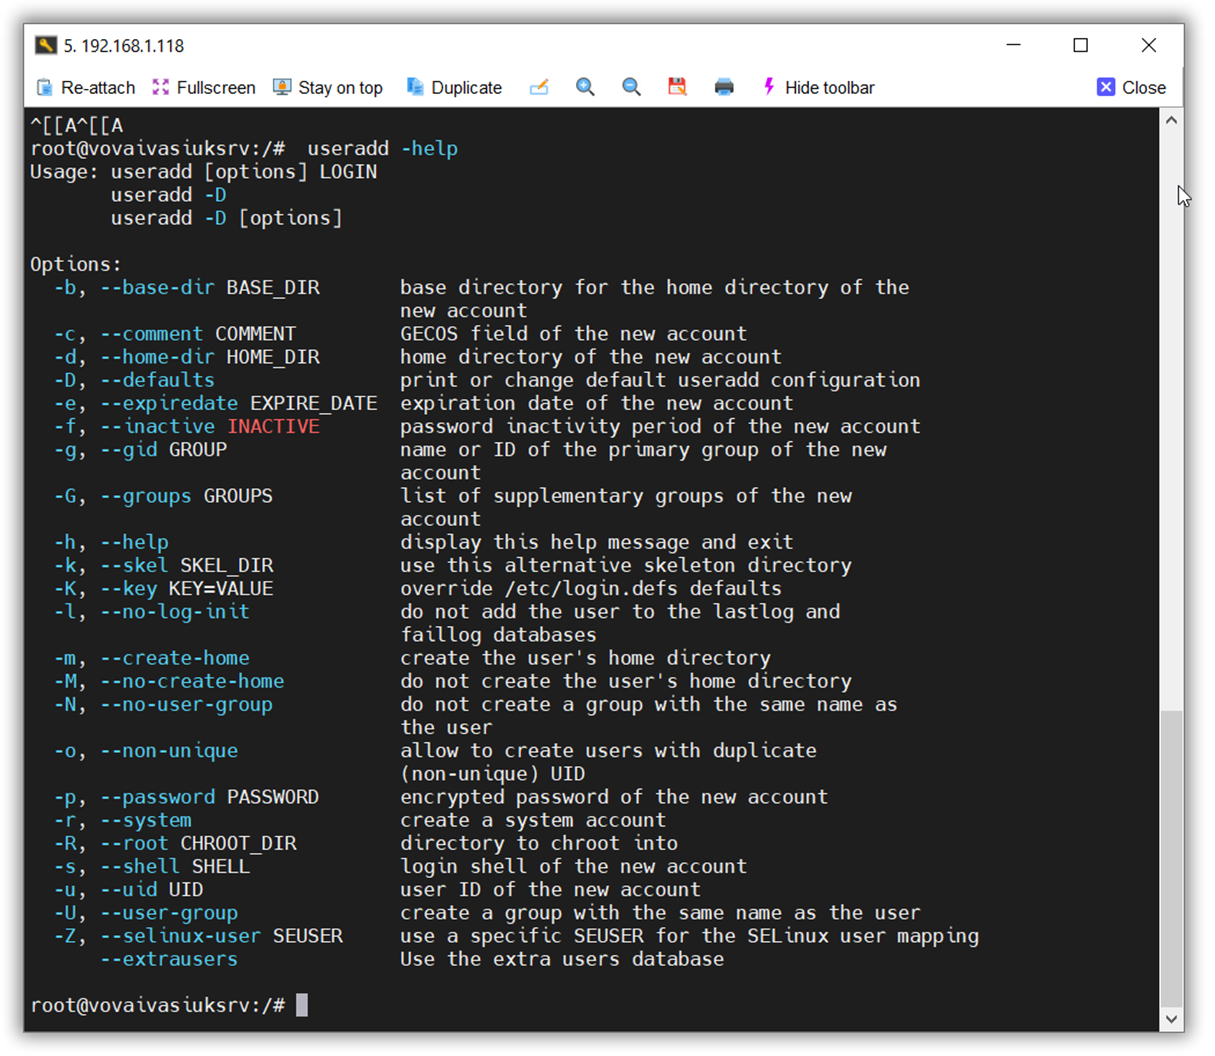 5. 192.168.1.118
Re-attach Fullscreen Stay on top Duplicate Hide toolbar Close
^[[A^[[A
root@vovaivasiuksrv:/#  useradd -help
Usage: useradd [options] LOGIN
       useradd -D
       useradd -D [options]

Options:
  -b, --base-dir BASE_DIR       base directory for the home directory of the
                                new account
  -c, --comment COMMENT         GECOS field of the new account
  -d, --home-dir HOME_DIR       home directory of the new account
  -D, --defaults                print or change default useradd configuration
  -e, --expiredate EXPIRE_DATE  expiration date of the new account
  -f, --inactive INACTIVE       password inactivity period of the new account
  -g, --gid GROUP               name or ID of the primary group of the new
                                account
  -G, --groups GROUPS           list of supplementary groups of the new
                                account
  -h, --help                    display this help message and exit
  -k, --skel SKEL_DIR           use this alternative skeleton directory
  -K, --key KEY=VALUE           override /etc/login.defs defaults
  -l, --no-log-init             do not add the user to the lastlog and
                                faillog databases
  -m, --create-home             create the user's home directory
  -M, --no-create-home          do not create the user's home directory
  -N, --no-user-group           do not create a group with the same name as
                                the user
  -o, --non-unique              allow to create users with duplicate
                                (non-unique) UID
  -p, --password PASSWORD       encrypted password of the new account
  -r, --system                  create a system account
  -R, --root CHROOT_DIR         directory to chroot into
  -s, --shell SHELL             login shell of the new account
  -u, --uid UID                 user ID of the new account
  -U, --user-group              create a group with the same name as the user
  -Z, --selinux-user SEUSER     use a specific SEUSER for the SELinux user mapping
      --extrausers              Use the extra users database

root@vovaivasiuksrv:/#